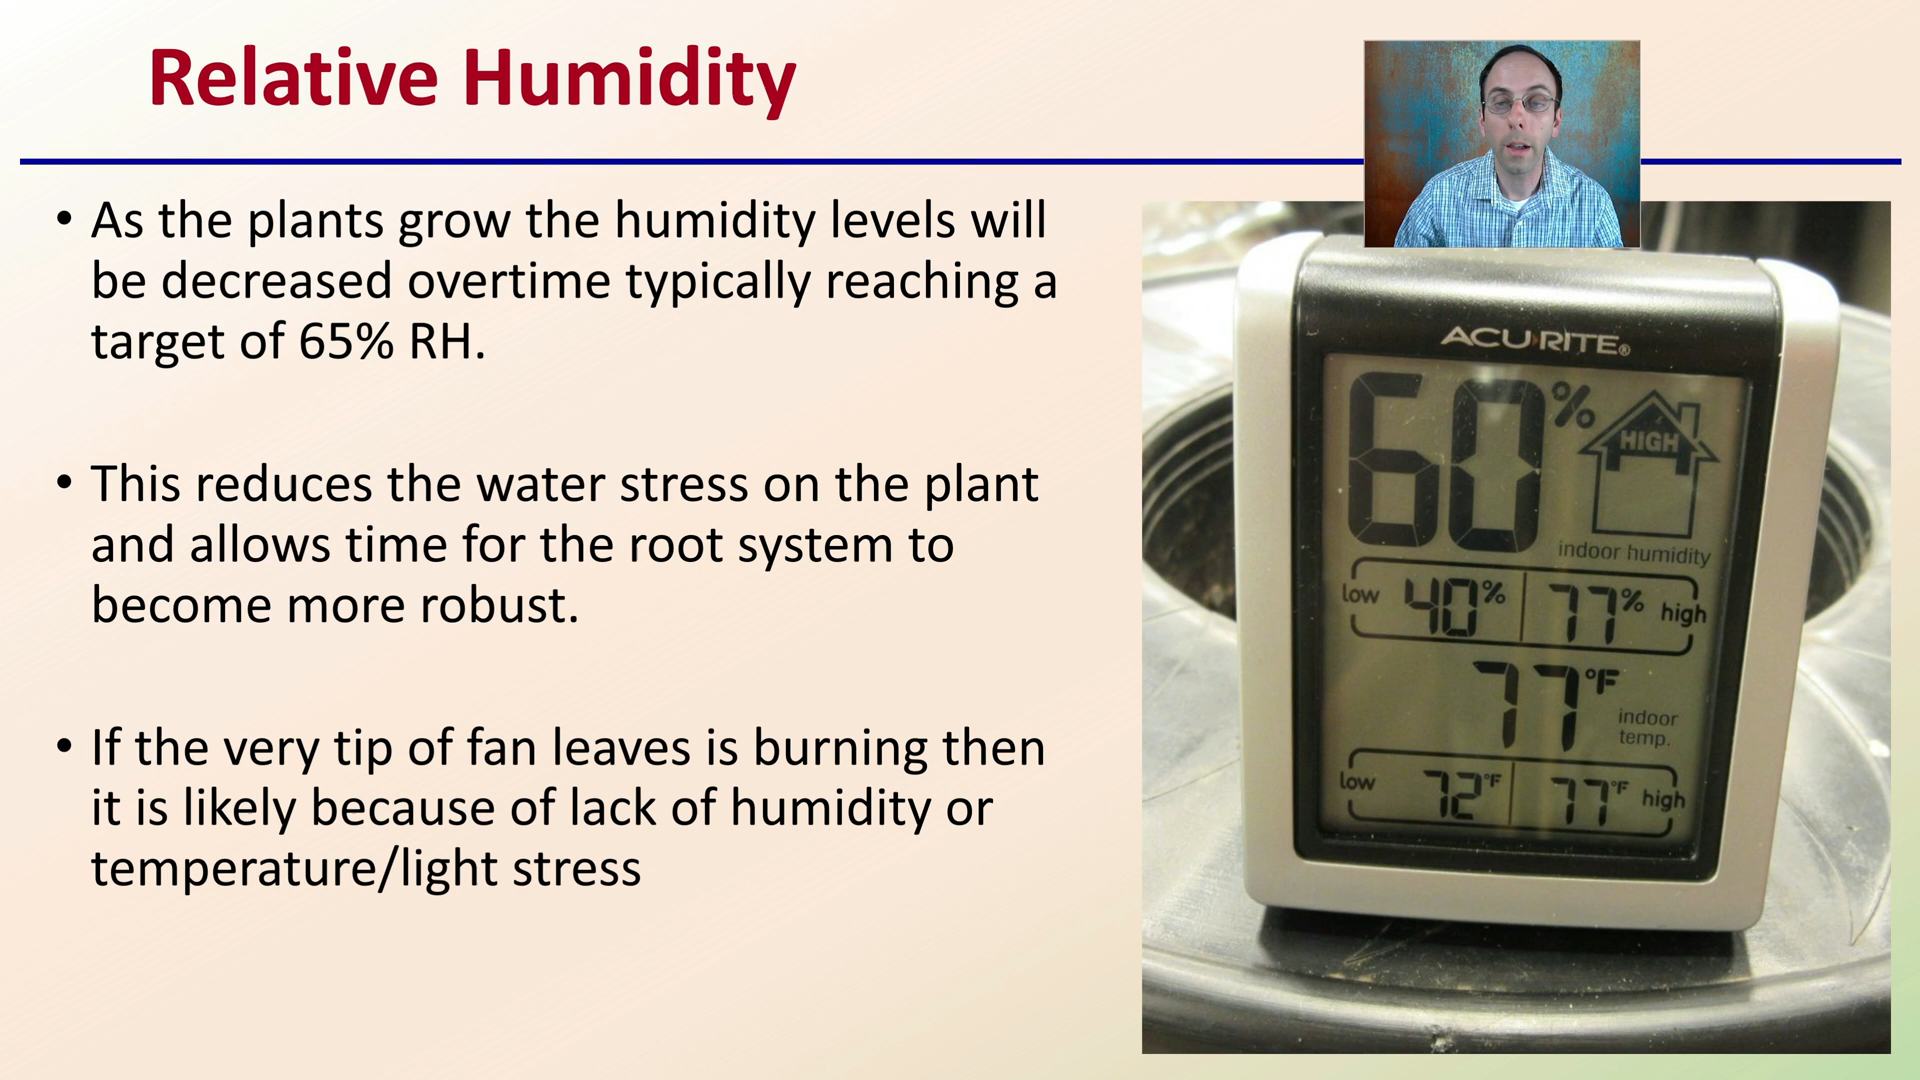 Relative Humidity
• As the plants grow the humidity levels will
be decreased overtime typically reaching a
target of 65% RH.
• This reduces the water stress on the plant
and allows time for the root system to
become more robust.
• If the very tip of fan leaves is burning then
it is likely because of lack of humidity or
temperature/light stress
ACU RITE®
60% HIGH
indoor humidity
low 40% 77% high
77°F
indoor
temp.
low 72°F 77°F high